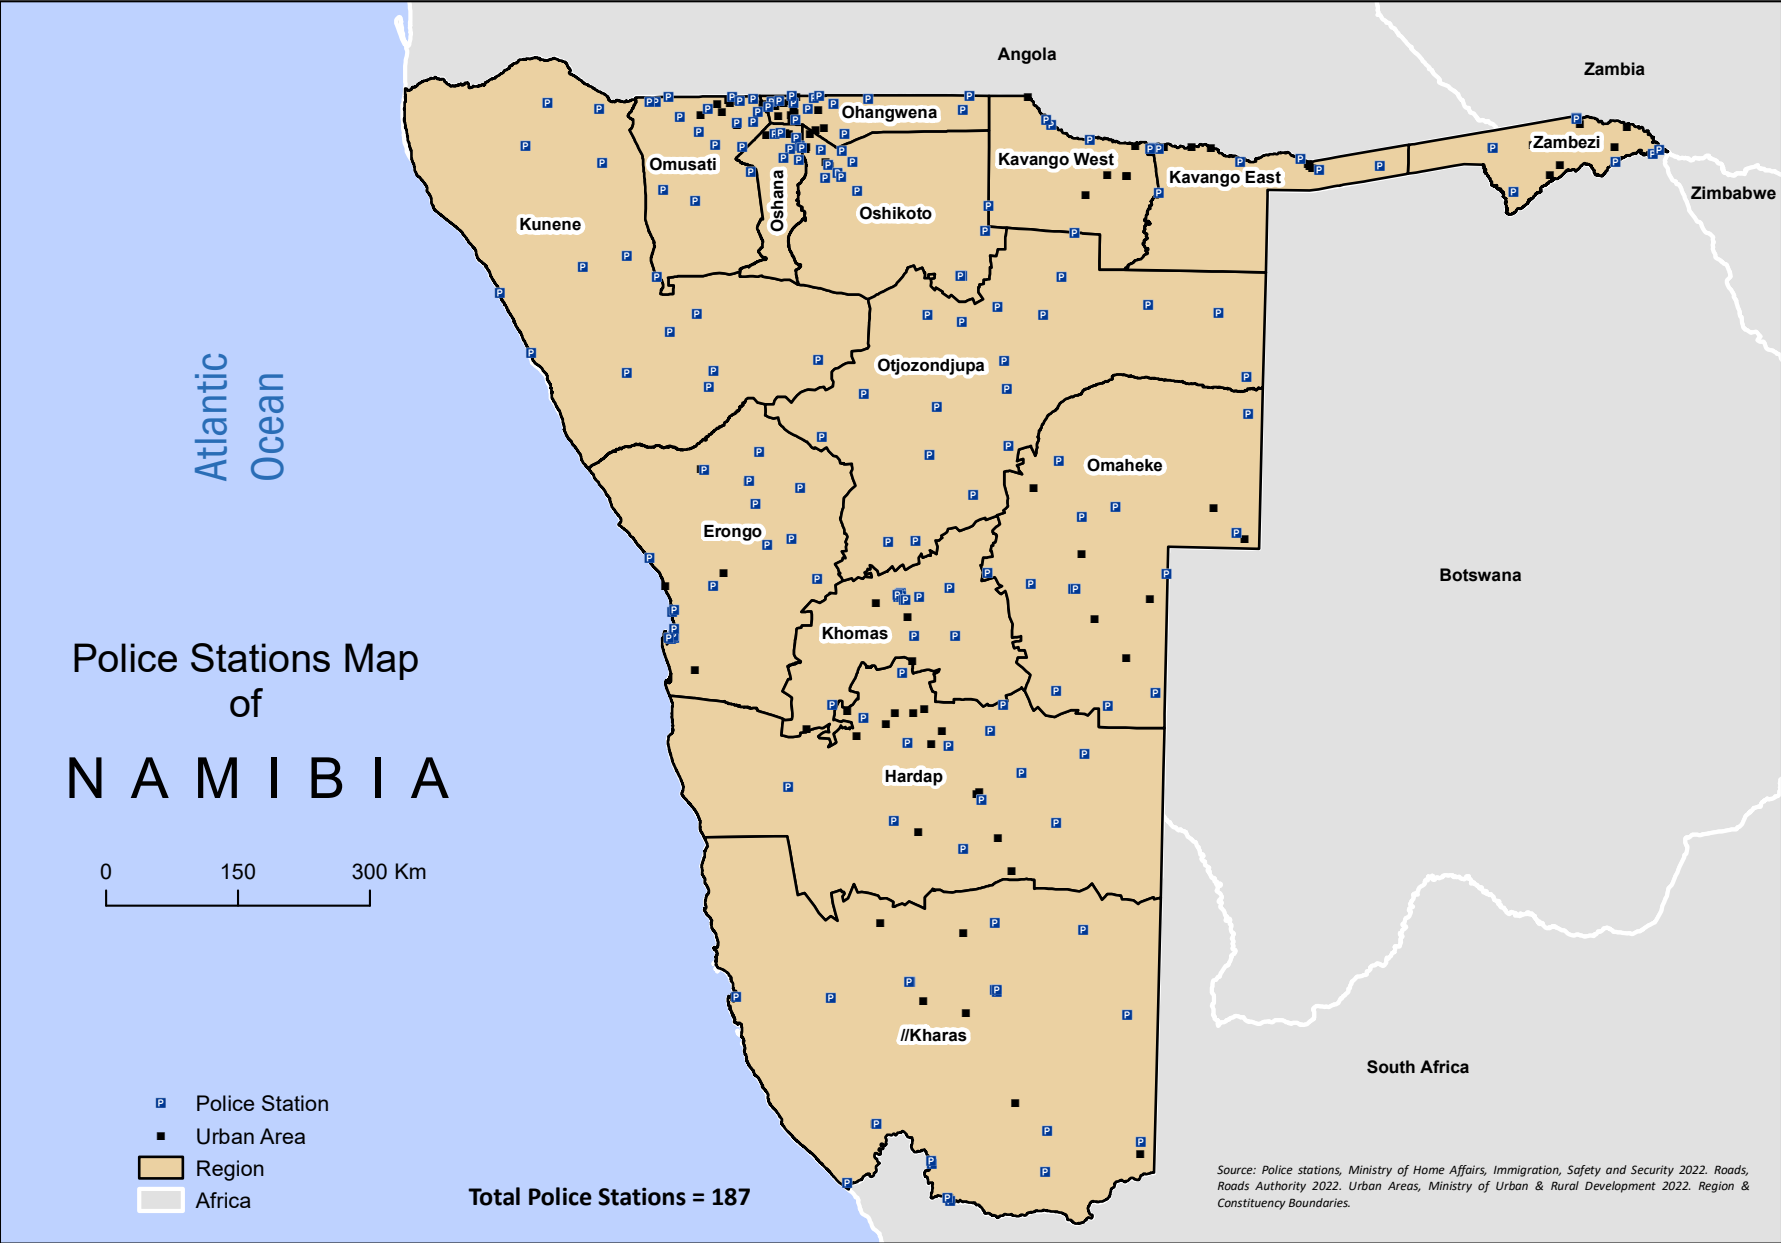 Angola
Zambia
Ohangwena
Zambezi
Kavango West
Omusati
Kavango East
Zimbabwe
Oshana
Oshikoto
Kunene
Atlantic
Ocean
Otjozondjupa
Omaheke
Erongo
Botswana
Khomas
Police Stations Map
of
NAMIBIA
Hardap
0 150 300 Km
//Kharas
South Africa
P Police Station
Urban Area
Region
Africa
Total Police Stations = 187
Source: Police stations, Ministry of Home Affairs, Immigration, Safety and Security 2022. Roads,
Roads Authority 2022. Urban Areas, Ministry of Urban & Rural Development 2022. Region &
Constituency Boundaries.